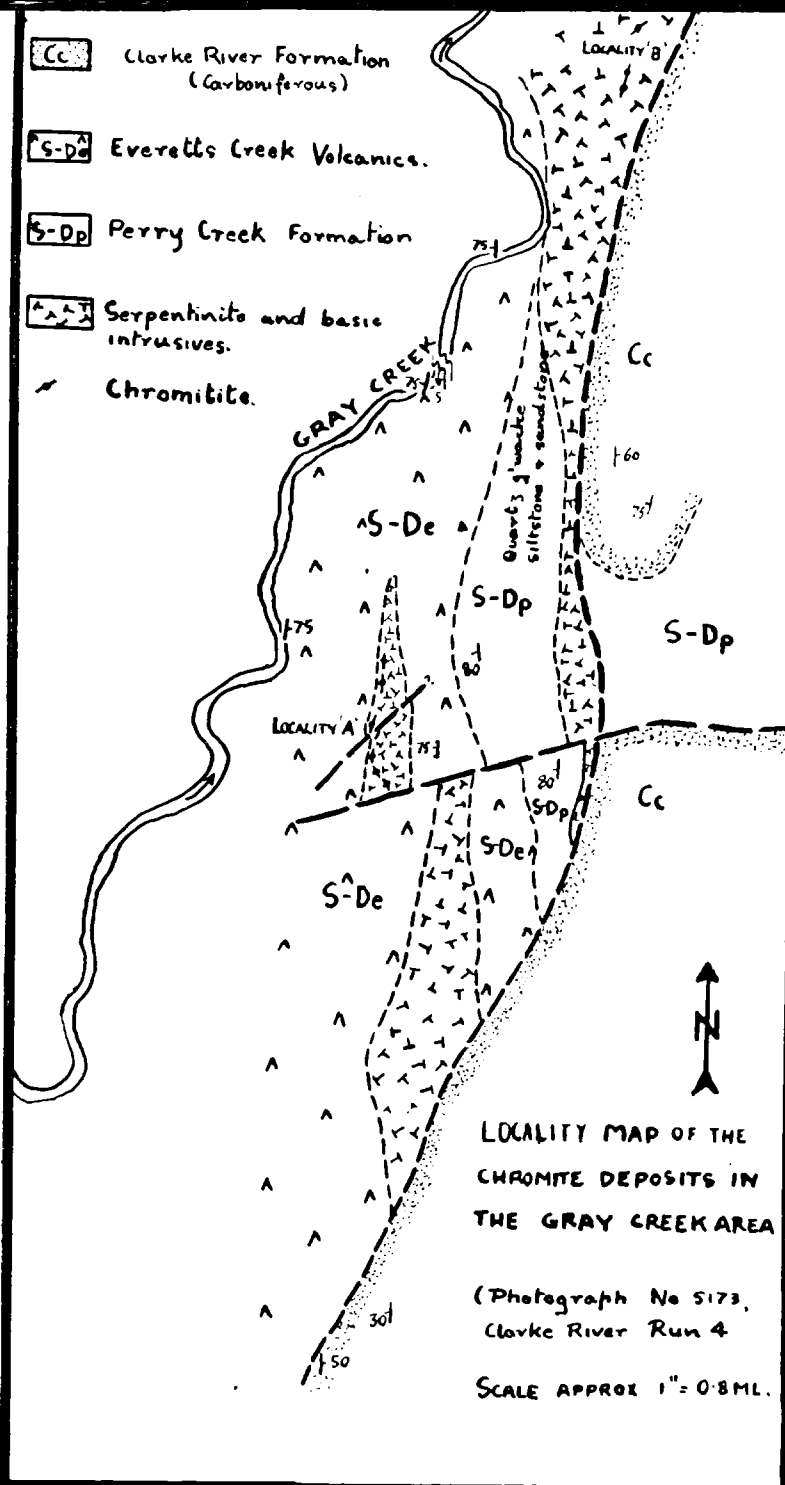 Cc Clarke River Formation
(Carboniferous)
S-De Everetts Creek Volcanics.
S-Dp Perry Creek Formation
Serpentinite and basic
intrusives.
Chromitite.
LOCALITY 'B'
75
GRAY CREEK
75
5
Cc
Quartz g'wacke
siltstone & sandstone
60
75
S-De
S-Dp
S-Dp
75
80
LOCALITY 'A'
75
80
S-Dp
Cc
S-De
S-De
N
LOCALITY MAP OF THE
CHROMITE DEPOSITS IN
THE GRAY CREEK AREA
(Photograph No 5173,
Clarke River Run 4
SCALE APPROX 1"= 0.8ML.
30
50